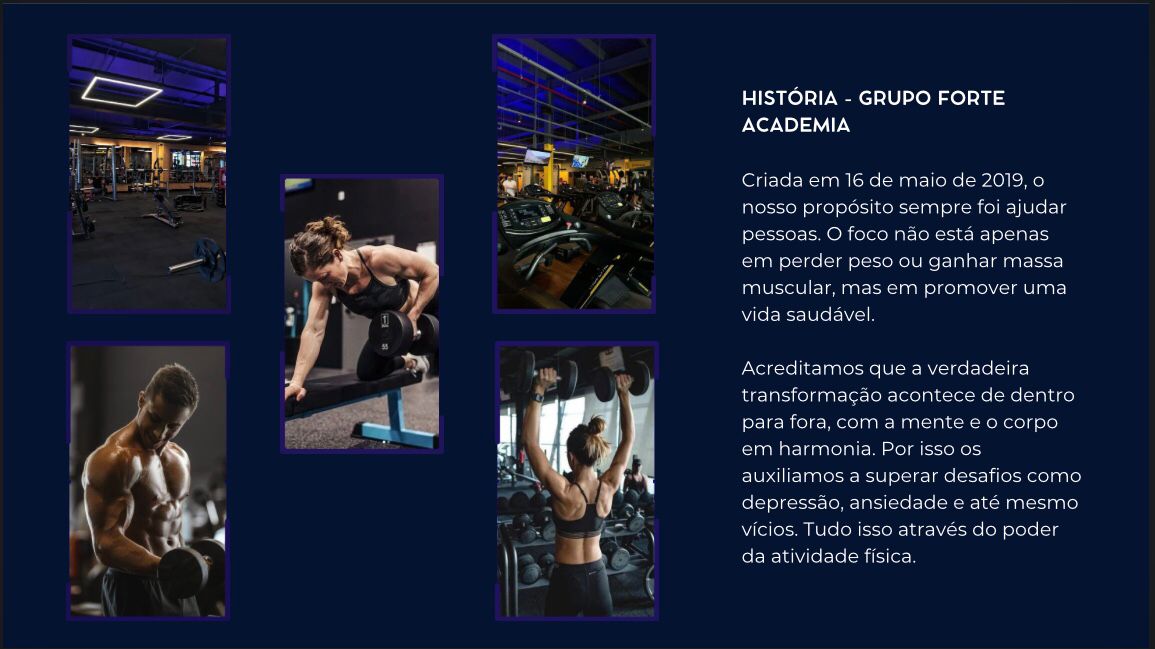 HISTÓRIA - GRUPO FORTE
ACADEMIA
Criada em 16 de maio de 2019, o
nosso propósito sempre foi ajudar
pessoas. O foco não está apenas
em perder peso ou ganhar massa
muscular, mas em promover uma
vida saudável.
Acreditamos que a verdadeira
transformação acontece de dentro
para fora, com a mente e o corpo
em harmonia. Por isso os
auxiliamos a superar desafios como
depressão, ansiedade e até mesmo
vícios. Tudo isso através do poder
da atividade física.